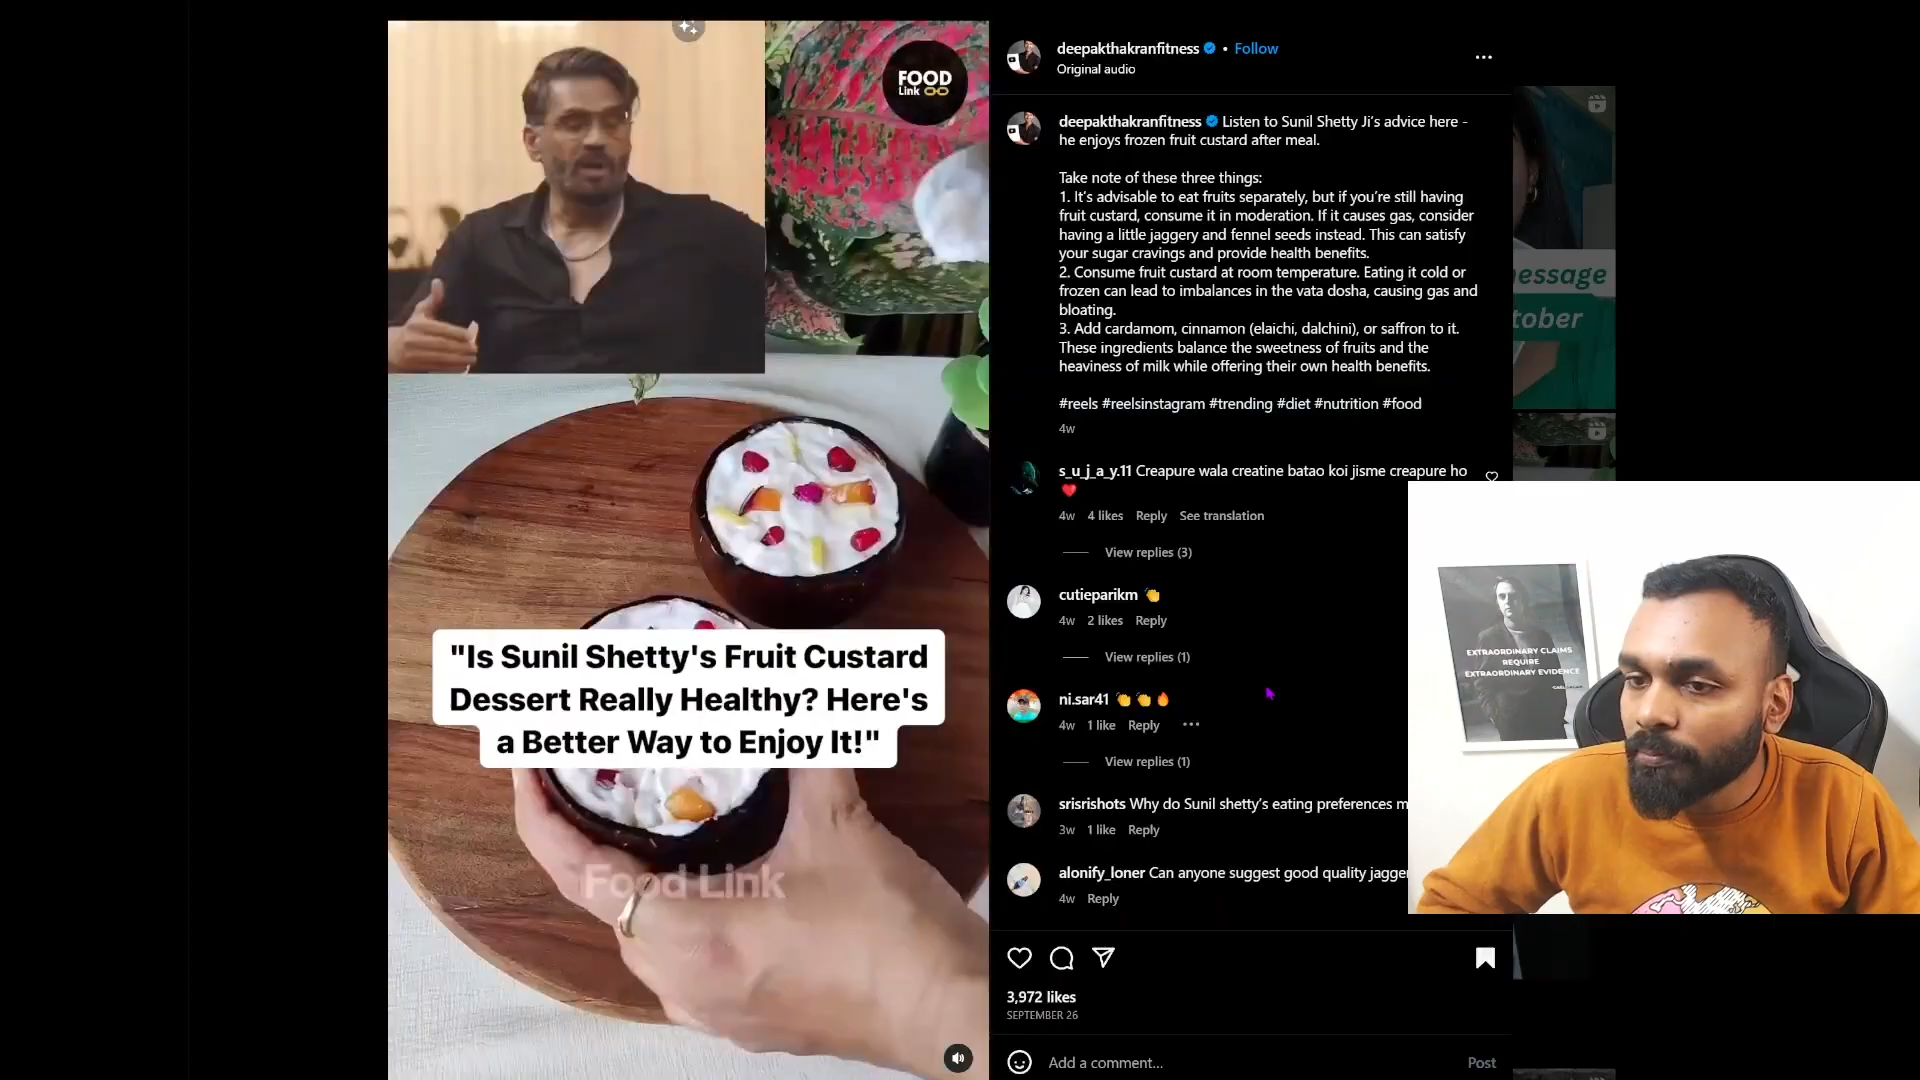 FOOD
Link
"Is Sunil Shetty's Fruit Custard
Dessert Really Healthy? Here's
a Better Way to Enjoy It!"
Food Link
deepakthakranfitness • Follow
Original audio
deepakthakranfitness Listen to Sunil Shetty Ji's advice here -
he enjoys frozen fruit custard after meal.
Take note of these three things:
1. It's advisable to eat fruits separately, but if you're still having
fruit custard, consume it in moderation. If it causes gas, consider
having a little jaggery and fennel seeds instead. This can satisfy
your sugar cravings and provide health benefits.
2. Consume fruit custard at room temperature. Eating it cold or
frozen can lead to imbalances in the vata dosha, causing gas and
bloating.
3. Add cardamom, cinnamon (elaichi, dalchini), or saffron to it.
These ingredients balance the sweetness of fruits and the
heaviness of milk while offering their own health benefits.
#reels #reelsinstagram #trending #diet #nutrition #food
4w
s_u_j_a_y.11 Creapure wala creatine batao koi jisme creapure ho
❤️
4w 4 likes Reply See translation
View replies (3)
cutieparikm 👏
4w 2 likes Reply
View replies (1)
ni.sar41 👏👏🔥
4w 1 like Reply •••
View replies (1)
srisrishots Why do Sunil shetty's eating preferences
3w 1 like Reply
alonify_loner Can anyone suggest good quality
4w Reply
3,972 likes
SEPTEMBER 26
Add a comment...
Post
EXTRAORDINARY CLAIMS
REQUIRE
EXTRAORDINARY EVIDENCE